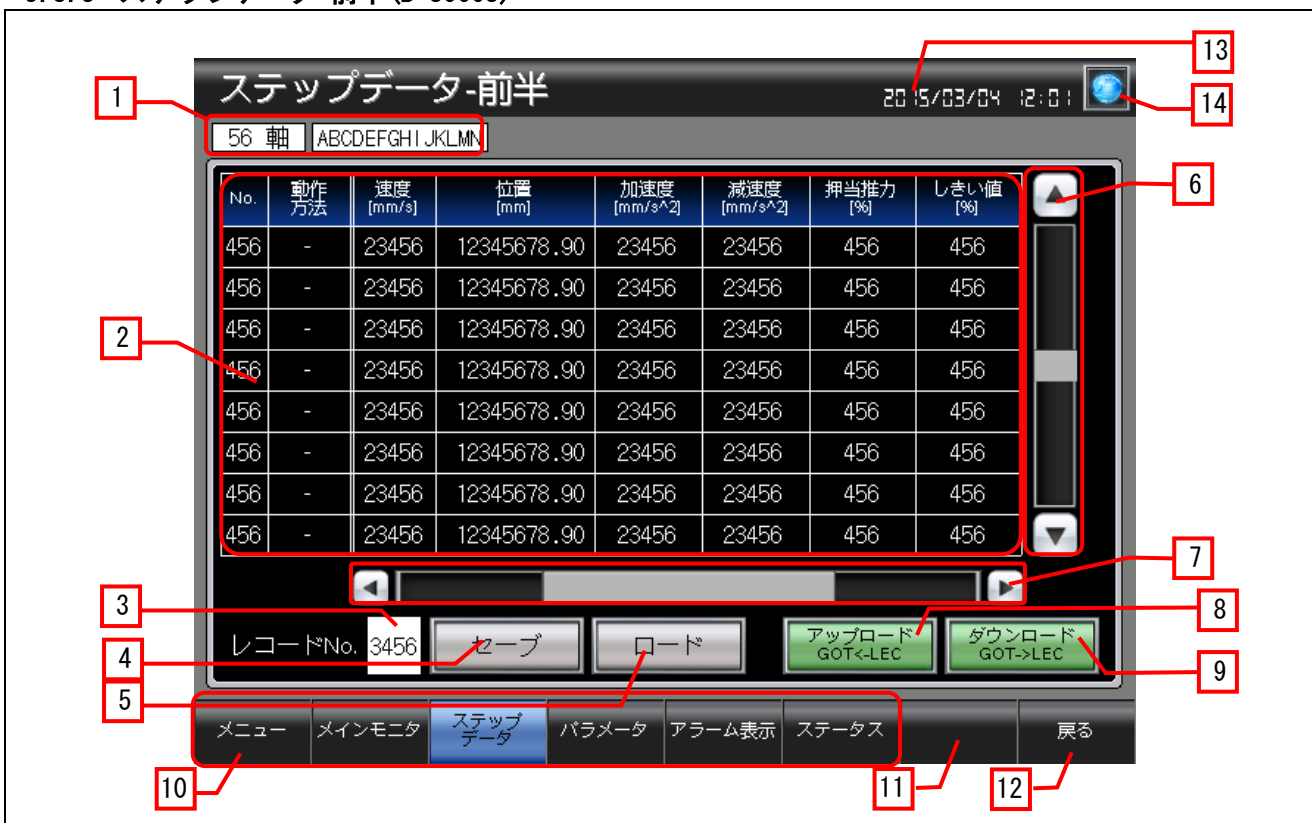 13
ステップデータ-前半
2015/03/04 12:01
1
14
56 軸 ABCDEFGHIJKLMN
6
No. 動作方法 速度[mm/s] 位置[mm] 加速度[mm/s^2] 減速度[mm/s^2] 押当推力[%] しきい値[%]
456 - 23456 12345678.90 23456 23456 456 456
456 - 23456 12345678.90 23456 23456 456 456
456 - 23456 12345678.90 23456 23456 456 456
2
456 - 23456 12345678.90 23456 23456 456 456
456 - 23456 12345678.90 23456 23456 456 456
456 - 23456 12345678.90 23456 23456 456 456
456 - 23456 12345678.90 23456 23456 456 456
456 - 23456 12345678.90 23456 23456 456 456
7
3
8
レコードNo. 3456 セーブ ロード アップロード GOT<-LEC ダウンロード GOT->LEC
4
9
5
メニュー メインモニタ ステップデータ パラメータ アラーム表示 ステータス 戻る
10
11
12